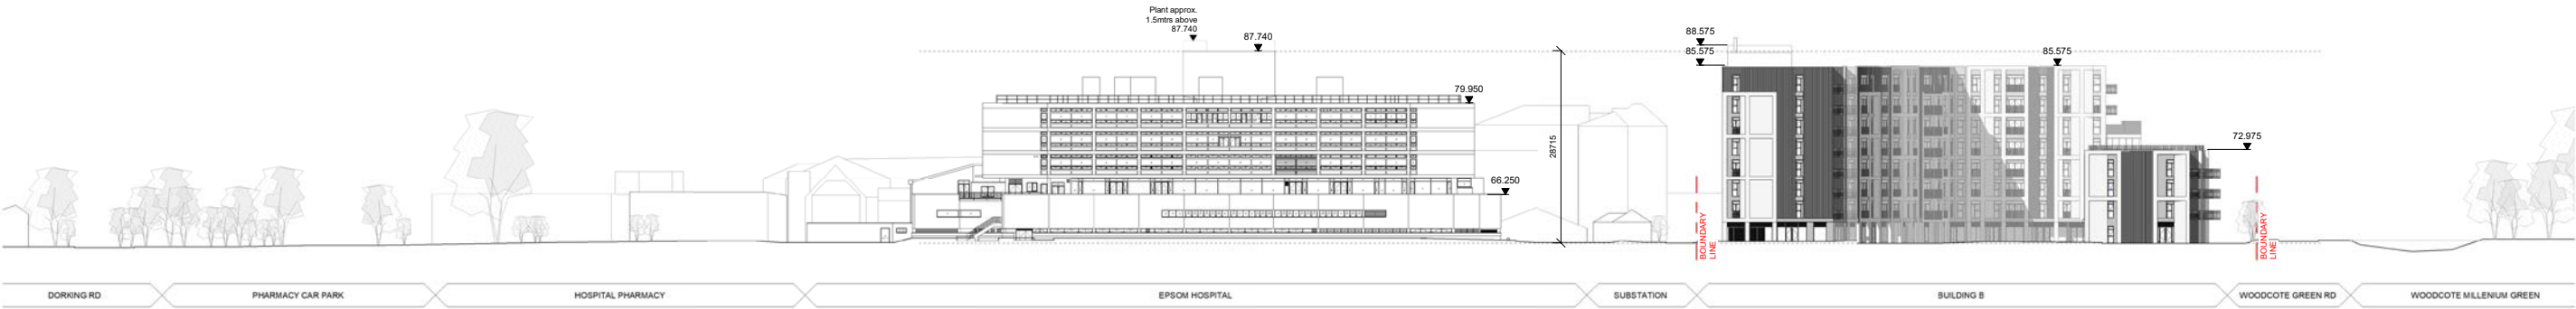 Plant approx.
1.5mtrs above
87.740
87.740
88.575
85.575
85.575
79.950
28715
72.975
66.250
BOUNDARY
LINE
BOUNDARY
LINE
DORKING RD
PHARMACY CAR PARK
HOSPITAL PHARMACY
EPSOM HOSPITAL
SUBSTATION
BUILDING B
WOODCOTE GREEN RD
WOODCOTE MILLENIUM GREEN